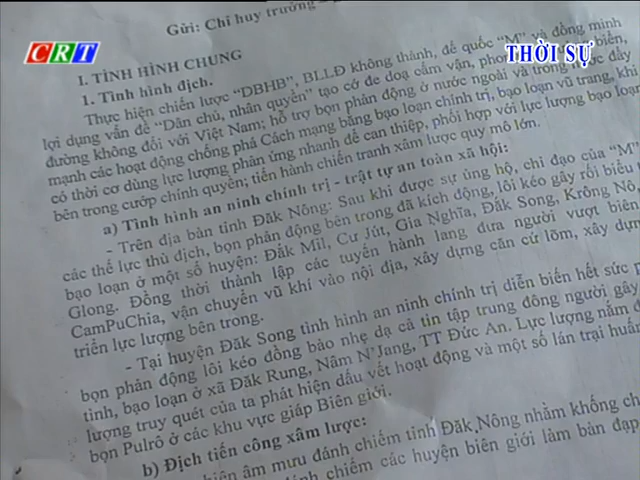 CRT
THỜI SỰ
Gửi: Chỉ huy trưởng –
I. TÌNH HÌNH CHUNG
1. Tình hình địch.
Thực hiện chiến lược "DBHB", BLLĐ không thành, đế quốc "M" và đồng minh
lợi dụng vấn đề "Dân chủ, nhân quyền" tạo cớ đe doạ cấm vận, biển,
đường không đối với Việt Nam; hỗ trợ bọn phản động ở nước ngoài và trong nước đẩy
mạnh các hoạt động chống phá Cách mạng bằng bạo loạn chính trị, bạo loạn vũ trang, khi
có thời cơ dùng lực lượng phản ứng nhanh để can thiệp, phối hợp với lực lượng bạo loạn
bên trong cướp chính quyền; tiến hành chiến tranh xâm lược quy mô lớn.
a) Tình hình an ninh chính trị - trật tự an toàn xã hội:
- Trên địa bàn tỉnh Đăk Nông: Sau khi được sự ủng hộ, chỉ đạo của "M"
các thế lực thù địch, bọn phản động bên trong đã kích động, lôi kéo gây rối biểu
bạo loạn ở một số huyện: Đắk Mil, Cư Jút, Gia Nghĩa, Đắk Song, Krông Nô,
Glong. Đồng thời thành lập các tuyến hành lang đưa người vượt biên
CamPuChia, vận chuyển vũ khí vào nội địa, xây dựng căn cứ lõm, xây dựng
triển lực lượng bên trong.
- Tại huyện Đăk Song tình hình an ninh chính trị diễn biến hết sức
bọn phản động lôi kéo đồng bào nhẹ dạ cả tin tập trung đông người gây
tình, bạo loạn ở xã Đăk Rung, Nâm N'Jang, TT Đức An. Lực lượng nắm
lượng truy quét của ta phát hiện dấu vết hoạt động và một số lán trại huấn
bọn Pulrô ở các khu vực giáp Biên giới.
b) Địch tiến công xâm lược:
hiện âm mưu đánh chiếm tỉnh Đăk Nông nhằm khống
đánh chiếm các huyện biên giới làm bàn đạp